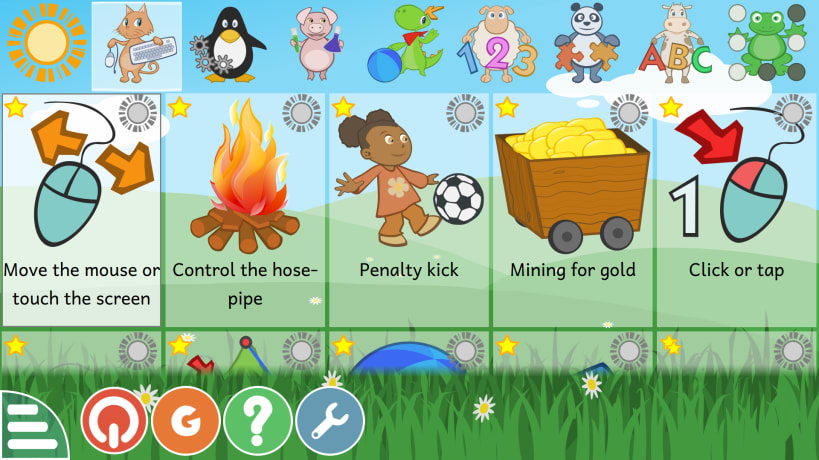 1 2 3
A B C
1
Move the mouse or
touch the screen
Control the hose-
pipe
Penalty kick
Mining for gold
Click or tap
G
?